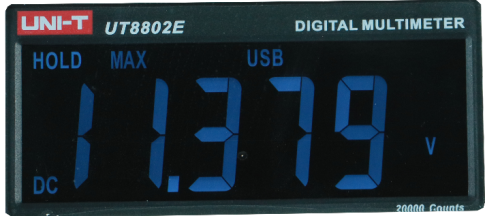 UNI-T UT8802E DIGITAL MULTIMETER
HOLD MAX USB
11.379 V
DC
20000 Counts